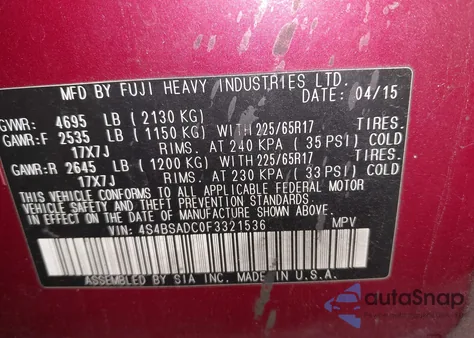 MFD BY FUJI HEAVY INDUSTRIES LTD.
DATE: 04/15
GVWR: 4695 LB (2130 KG)
GAWR:F 2535 LB (1150 KG) WITH 225/65R17 TIRES.
17X7J RIMS. AT 240 KPA (35 PSI) COLD
GAWR:R 2645 LB (1200 KG) WITH 225/65R17 TIRES.
17X7J RIMS. AT 230 KPA (33 PSI) COLD
THIS VEHICLE CONFORMS TO ALL APPLICABLE FEDERAL MOTOR
VEHICLE SAFETY AND THEFT PREVENTION STANDARDS
IN EFFECT ON THE DATE OF MANUFACTURE SHOWN ABOVE.
VIN: 4S4BSADC0F3321536 MPV
ASSEMBLED BY SIA INC. MADE IN U.S.A.
autoSnap